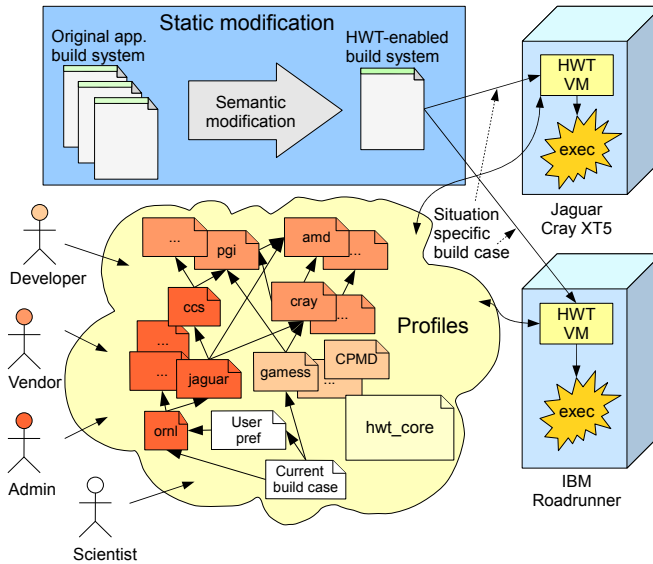 Static modification
Original app.
build system
HWT-enabled
build system
Semantic
modification
HWT
VM
exec
Jaguar
Cray XT5
Situation
specific
build case
Developer
Vendor
Admin
Scientist
...
pgi
amd
...
ccs
cray
...
Profiles
...
...
jaguar
gamess
CPMD
...
ornl
User
pref
hwt_core
Current
build case
HWT
VM
exec
IBM
Roadrunner